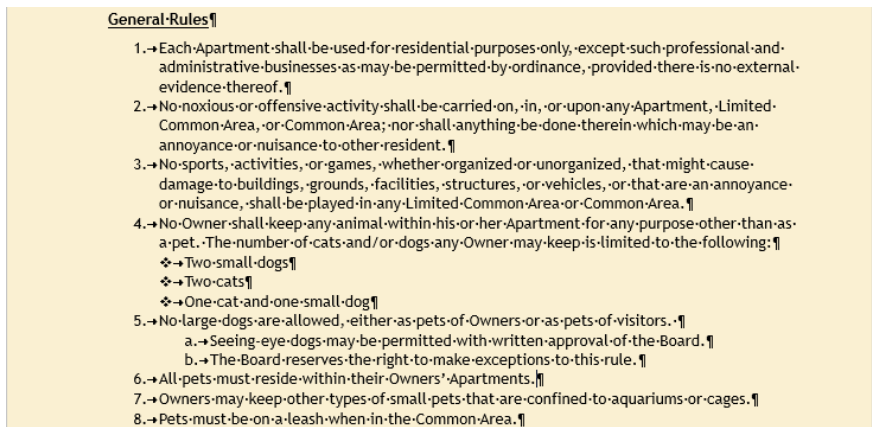 General Rules¶
1.→Each Apartment shall be used for residential purposes only, except such professional and
administrative businesses as may be permitted by ordinance, provided there is no external
evidence thereof.¶
2.→No noxious or offensive activity shall be carried on, in, or upon any Apartment, Limited
Common Area, or Common Area; nor shall anything be done therein which may be an
annoyance or nuisance to other resident.¶
3.→No sports, activities, or games, whether organized or unorganized, that might cause
damage to buildings, grounds, facilities, structures, or vehicles, or that are an annoyance
or nuisance, shall be played in any Limited Common Area or Common Area.¶
4.→No Owner shall keep any animal within his or her Apartment for any purpose other than as
a pet. The number of cats and/or dogs any Owner may keep is limited to the following:¶
❖→Two small dogs¶
❖→Two cats¶
❖→One cat and one small dog¶
5.→No large dogs are allowed, either as pets of Owners or as pets of visitors. ¶
a.→Seeing-eye dogs may be permitted with written approval of the Board.¶
b.→The Board reserves the right to make exceptions to this rule.¶
6.→All pets must reside within their Owners’ Apartments.¶
7.→Owners may keep other types of small pets that are confined to aquariums or cages.¶
8.→Pets must be on a leash when in the Common Area.¶